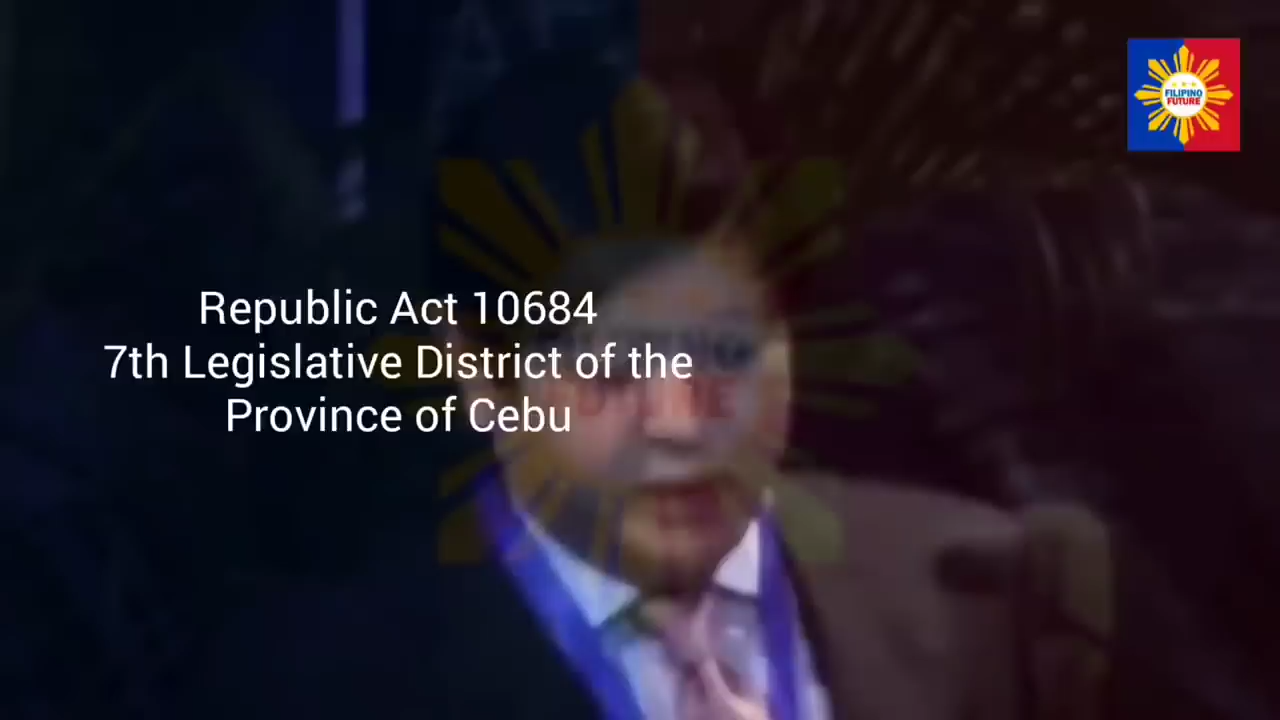 FILIPINO
FUTURE
Republic Act 10684
7th Legislative District of the
Province of Cebu